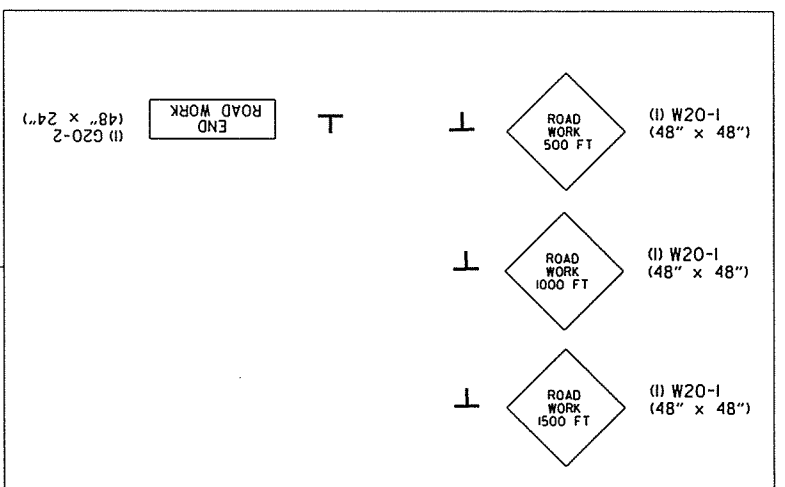 (1) G20-2
(48" x 24")
END
ROAD WORK
ROAD
WORK
500 FT
(1) W20-1
(48" x 48")
ROAD
WORK
1000 FT
(1) W20-1
(48" x 48")
ROAD
WORK
1500 FT
(1) W20-1
(48" x 48")